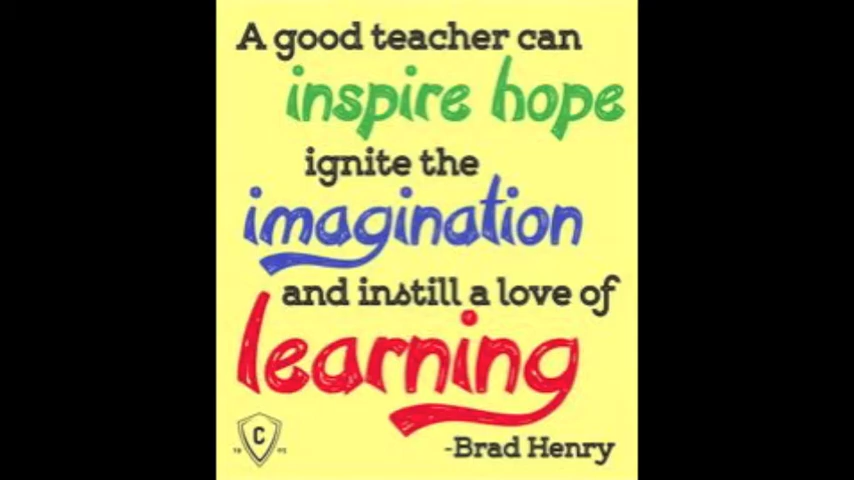 A good teacher can
inspire hope
ignite the
imagination
and instill a love of
learning
-Brad Henry
C